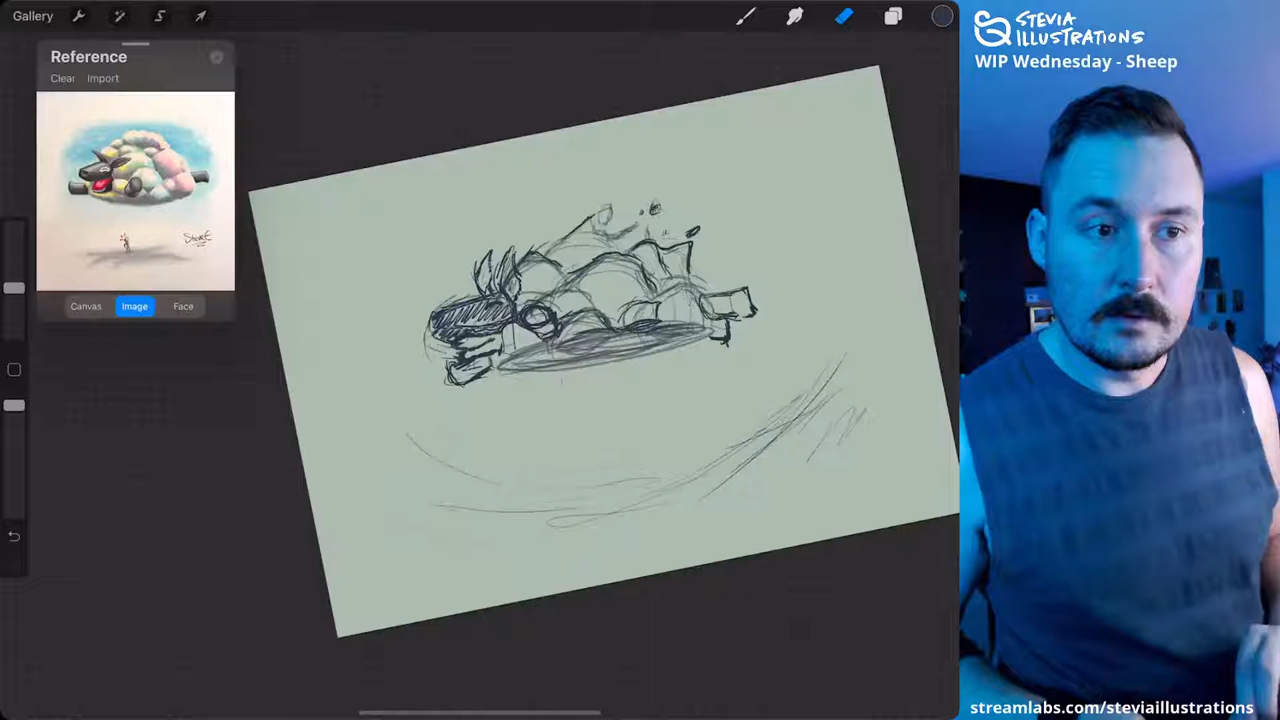 Gallery
Reference
Clear Import
Canvas Image Face
STEVIA
ILLUSTRATIONS
WIP Wednesday - Sheep
streamlabs.com/steviaillustrations